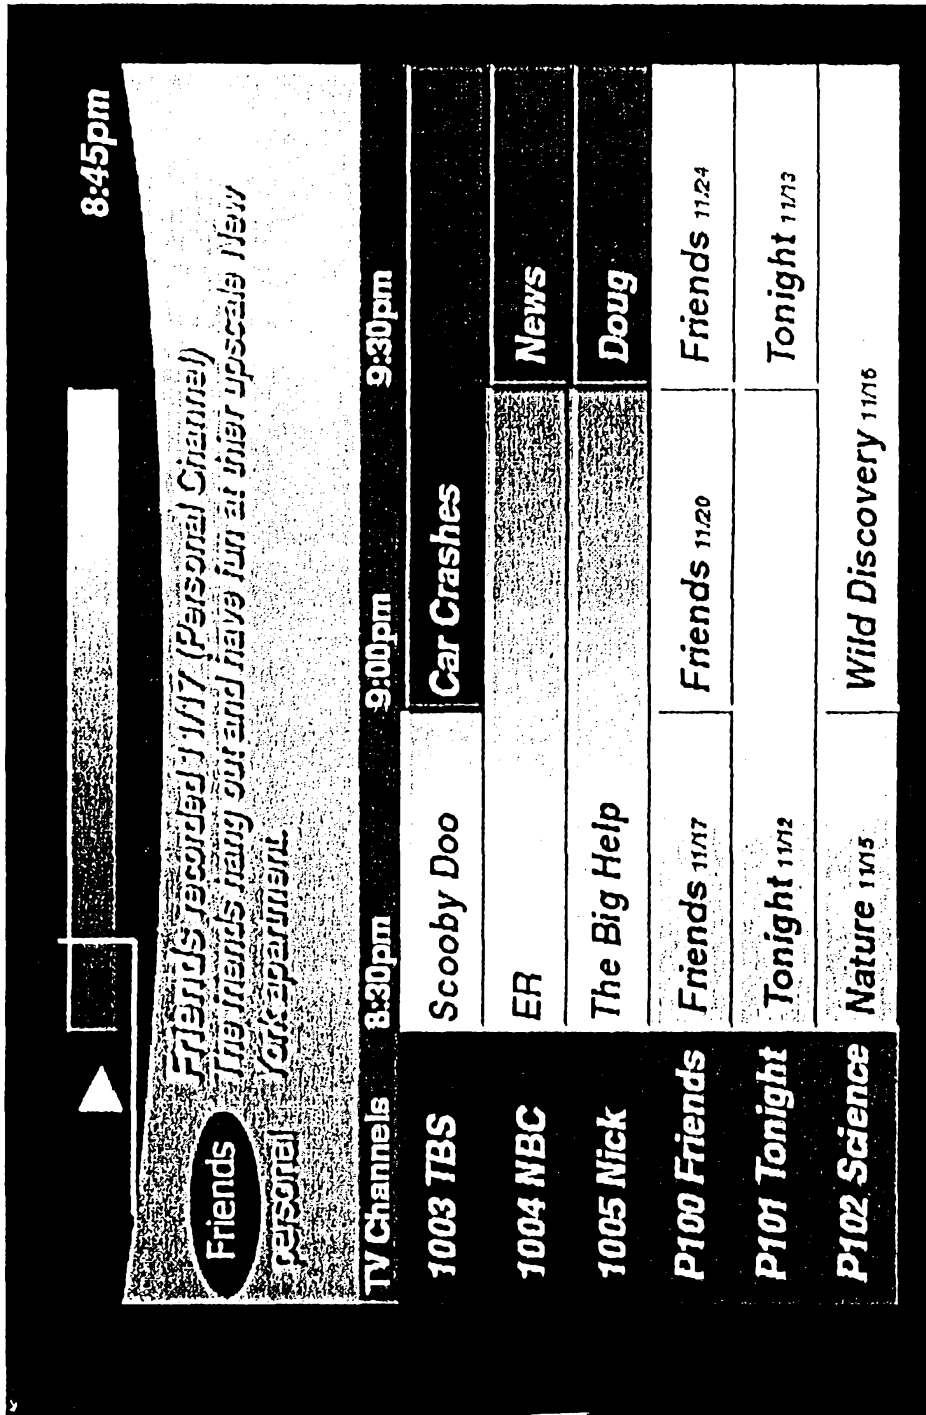 8:45pm
Friends
personal
Friends recorded 11/17 (Personal Channel)
The friends hang out and have fun at thier upscale New
York apartment.
TV Channels 8:30pm 9:00pm 9:30pm
1003 TBS Scooby Doo Car Crashes
1004 NBC ER News
1005 Nick The Big Help Doug
P100 Friends Friends 11/17 Friends 11/20 Friends 11/24
P101 Tonight Tonight 11/12 Tonight 11/13
P102 Science Nature 11/15 Wild Discovery 11/16